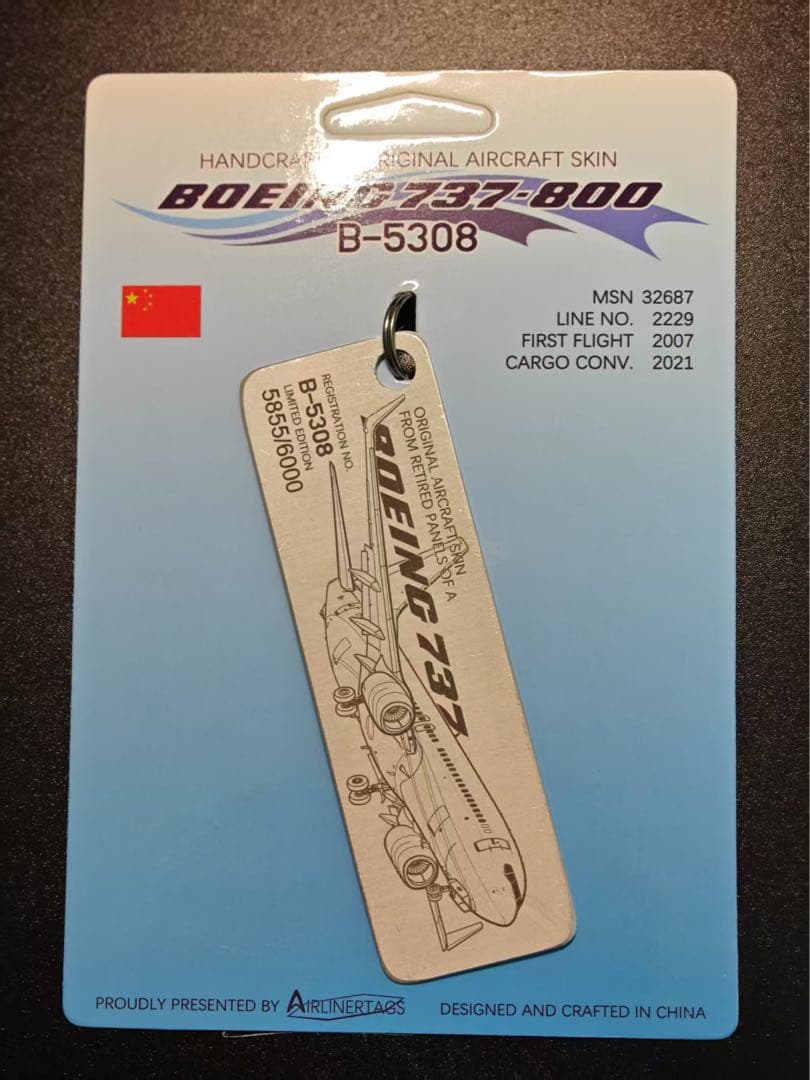 HANDCRA RIGINAL AIRCRAFT SKIN
BOEING 737-800
B-5308
MSN 32687
LINE NO. 2229
FIRST FLIGHT 2007
CARGO CONV. 2021
REGISTRATION NO.
B-5308
LIMITED EDITION
5855/6000
ORIGINAL AIRCRAFT SKIN
FROM RETIRED PANELS OF A
BOEING 737
PROUDLY PRESENTED BY AIRLINERTAGS
DESIGNED AND CRAFTED IN CHINA